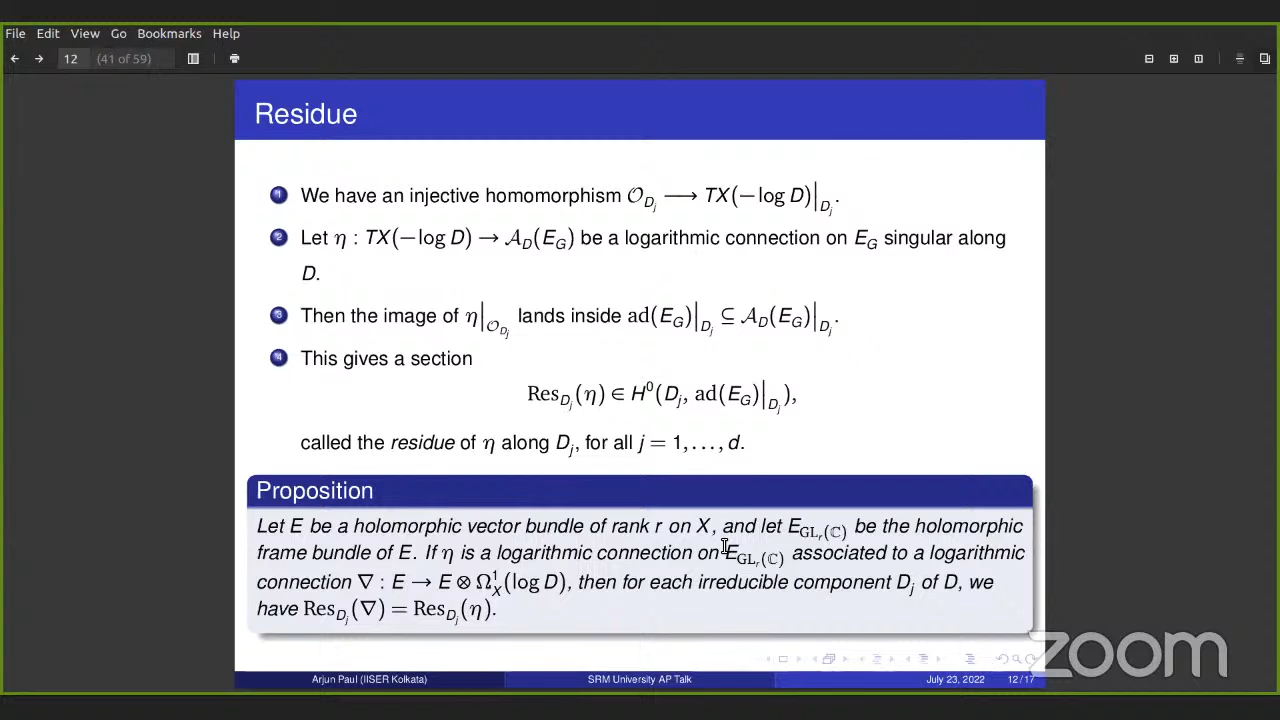 File Edit View Go Bookmarks Help
12 (41 of 59)
Residue
1 We have an injective homomorphism 𝒪_{D_j} ⟶ TX(−log D)|_{D_j}.
2 Let η : TX(−log D) → 𝒜_D(E_G) be a logarithmic connection on E_G singular along
D.
3 Then the image of η|_{𝒪_{D_j}} lands inside ad(E_G)|_{D_j} ⊆ 𝒜_D(E_G)|_{D_j}.
4 This gives a section
Res_{D_j}(η) ∈ H^0(D_j, ad(E_G)|_{D_j}),
called the residue of η along D_j, for all j = 1, . . . , d.
Proposition
Let E be a holomorphic vector bundle of rank r on X, and let E_{GL_r(ℂ)} be the holomorphic
frame bundle of E. If η is a logarithmic connection on E_{GL_r(ℂ)} associated to a logarithmic
connection ∇ : E → E ⊗ Ω^1_X(log D), then for each irreducible component D_j of D, we
have Res_{D_j}(∇) = Res_{D_j}(η).
zoom
Arjun Paul (IISER Kolkata) SRM University AP Talk July 23, 2022 12 / 17